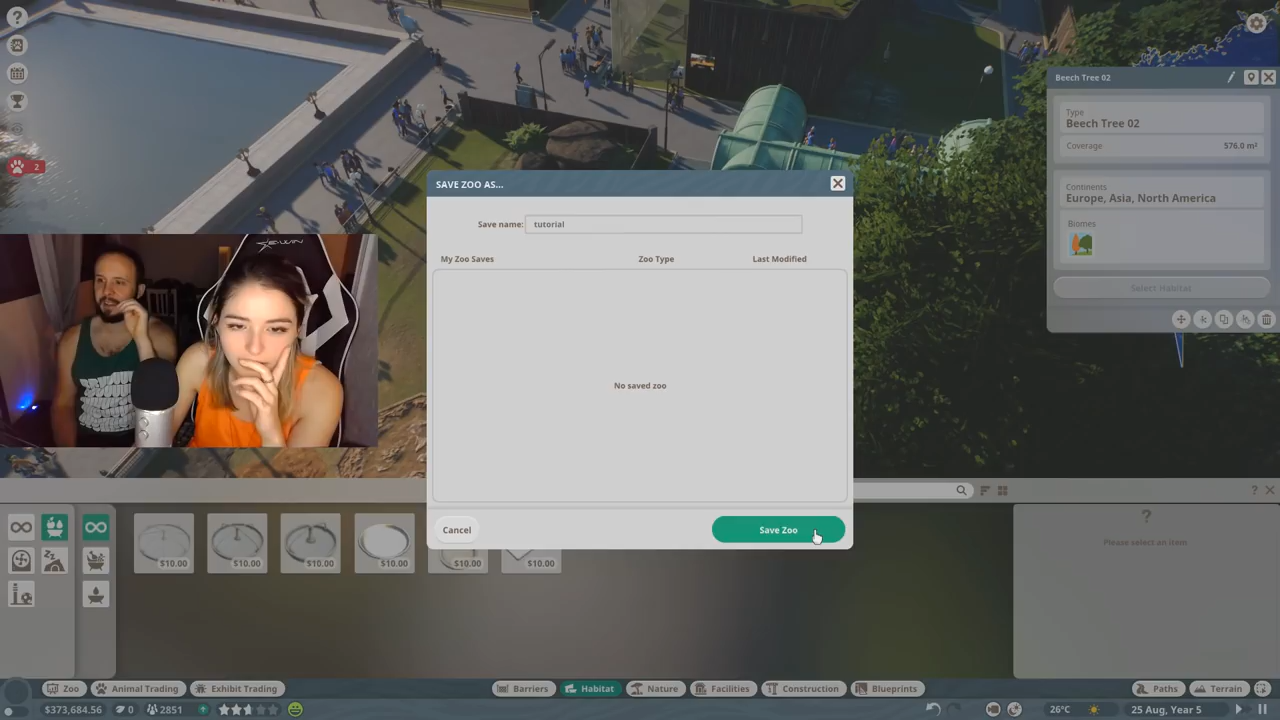 ?
2
SAVE ZOO AS...
Save name: tutorial
My Zoo Saves Zoo Type Last Modified
No saved zoo
Cancel Save Zoo
Beech Tree 02
Type
Beech Tree 02
Coverage 576.0 m²
Continents
Europe, Asia, North America
Biomes
Select Habitat
? ×
$10.00 $10.00 $10.00 $10.00 $10.00 $10.00
?
Please select an item
Zoo Animal Trading Exhibit Trading Barriers Habitat Nature Facilities Construction Blueprints Paths Terrain
$373,684.56 0 2851 26°C 25 Aug, Year 5